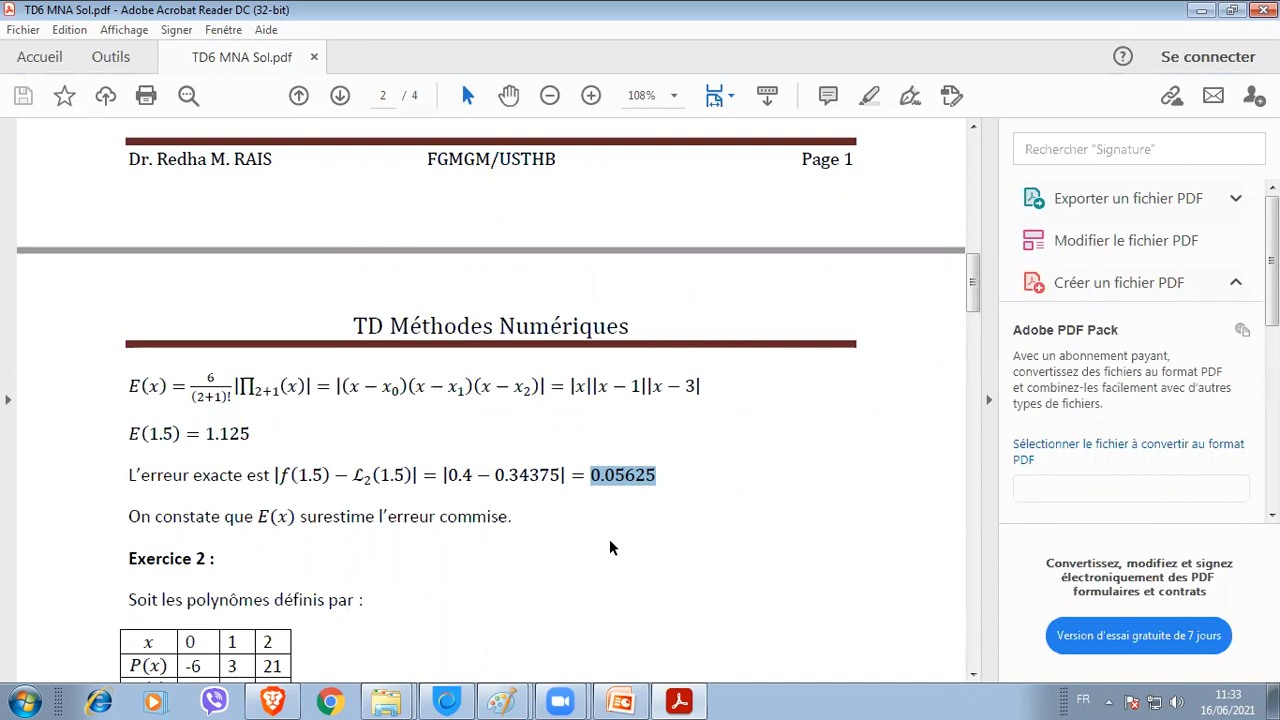 TD6 MNA Sol.pdf - Adobe Acrobat Reader DC (32-bit)
Fichier Edition Affichage Signer Fenêtre Aide
Accueil Outils TD6 MNA Sol.pdf × Se connecter
2 / 4 108%
Dr. Redha M. RAIS FGMGM/USTHB Page 1
TD Méthodes Numériques
E(x) = 6/(2+1)! |∏₂₊₁(x)| = |(x − x₀)(x − x₁)(x − x₂)| = |x||x − 1||x − 3|
E(1.5) = 1.125
L'erreur exacte est |f(1.5) − ℒ₂(1.5)| = |0.4 − 0.34375| = 0.05625
On constate que E(x) surestime l'erreur commise.
Exercice 2 :
Soit les polynômes définis par :
x 0 1 2
P(x) -6 3 21
Rechercher "Signature"
Exporter un fichier PDF
Modifier le fichier PDF
Créer un fichier PDF
Adobe PDF Pack
Avec un abonnement payant,
convertissez des fichiers au format PDF
et combinez-les facilement avec d'autres
types de fichiers.
Sélectionner le fichier à convertir au format
PDF
Convertissez, modifiez et signez
électroniquement des PDF
formulaires et contrats
Version d'essai gratuite de 7 jours
FR 11:33
16/06/2021